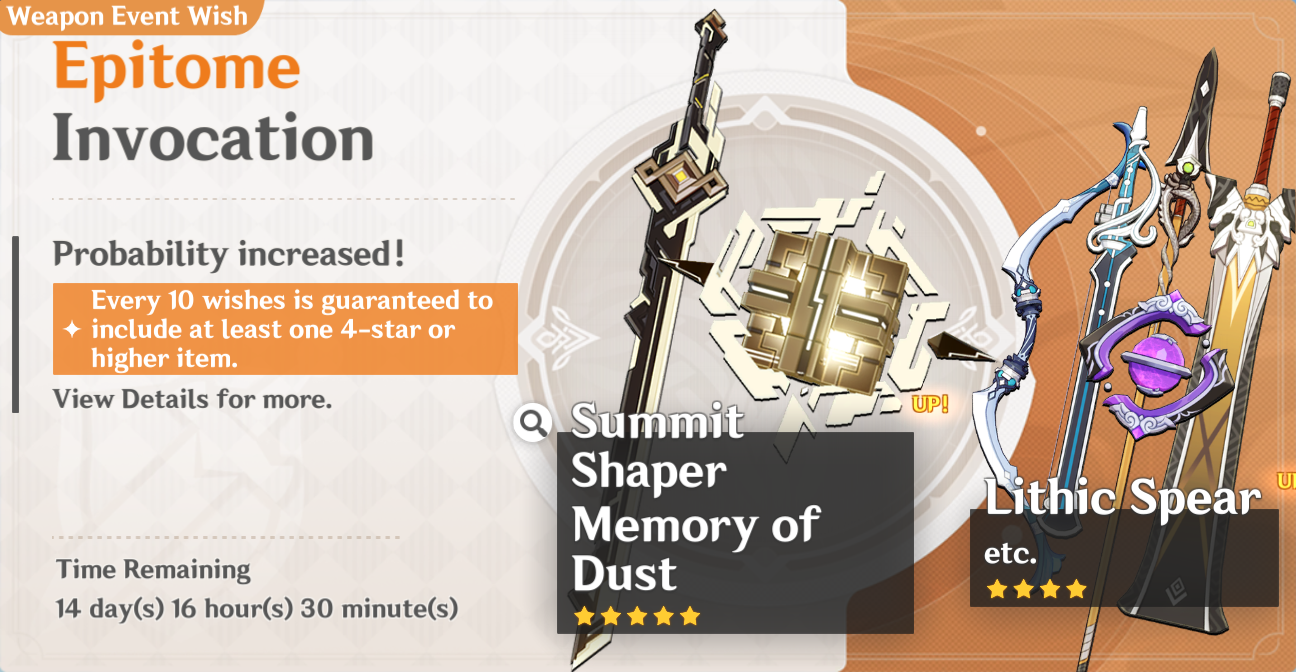 Weapon Event Wish
Epitome
Invocation
Probability increased!
Every 10 wishes is guaranteed to
include at least one 4-star or
higher item.
View Details for more.
Time Remaining
14 day(s) 16 hour(s) 30 minute(s)
UP!
Summit
Shaper
Memory of
Dust
Lithic Spear
etc.